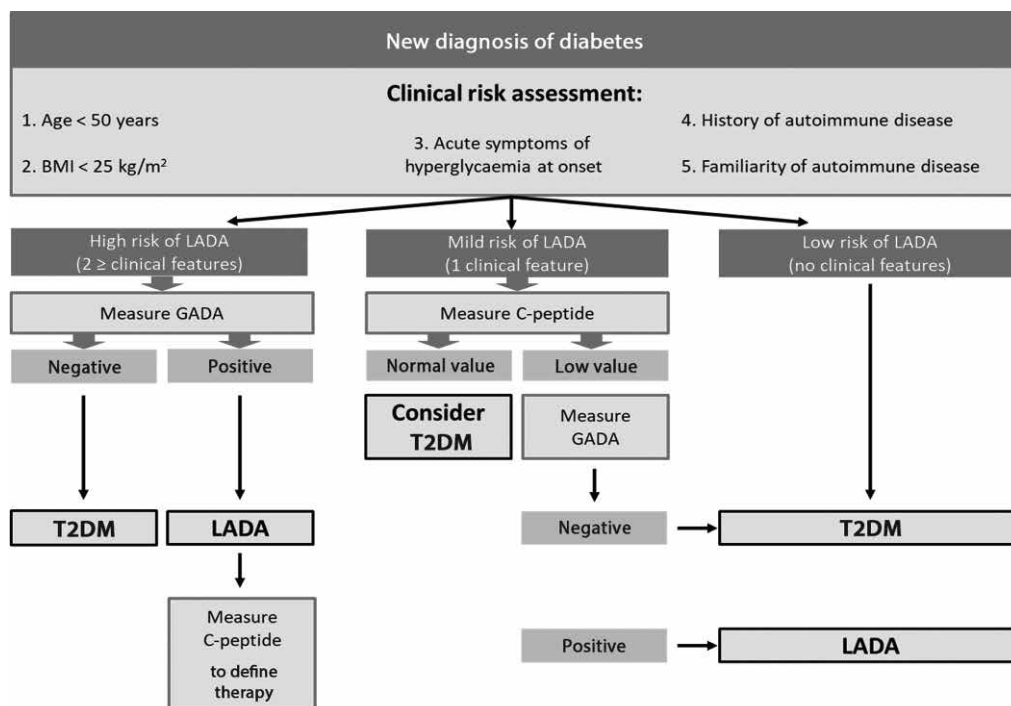 New diagnosis of diabetes
Clinical risk assessment:
1. Age < 50 years
2. BMI < 25 kg/m²
3. Acute symptoms of
hyperglycaemia at onset
4. History of autoimmune disease
5. Familiarity of autoimmune disease
High risk of LADA
(2 ≥ clinical features)
Measure GADA
Negative
Positive
T2DM
LADA
Measure
C-peptide
to define
therapy
Mild risk of LADA
(1 clinical feature)
Measure C-peptide
Normal value
Low value
Consider
T2DM
Measure
GADA
Negative
Positive
Low risk of LADA
(no clinical features)
T2DM
LADA